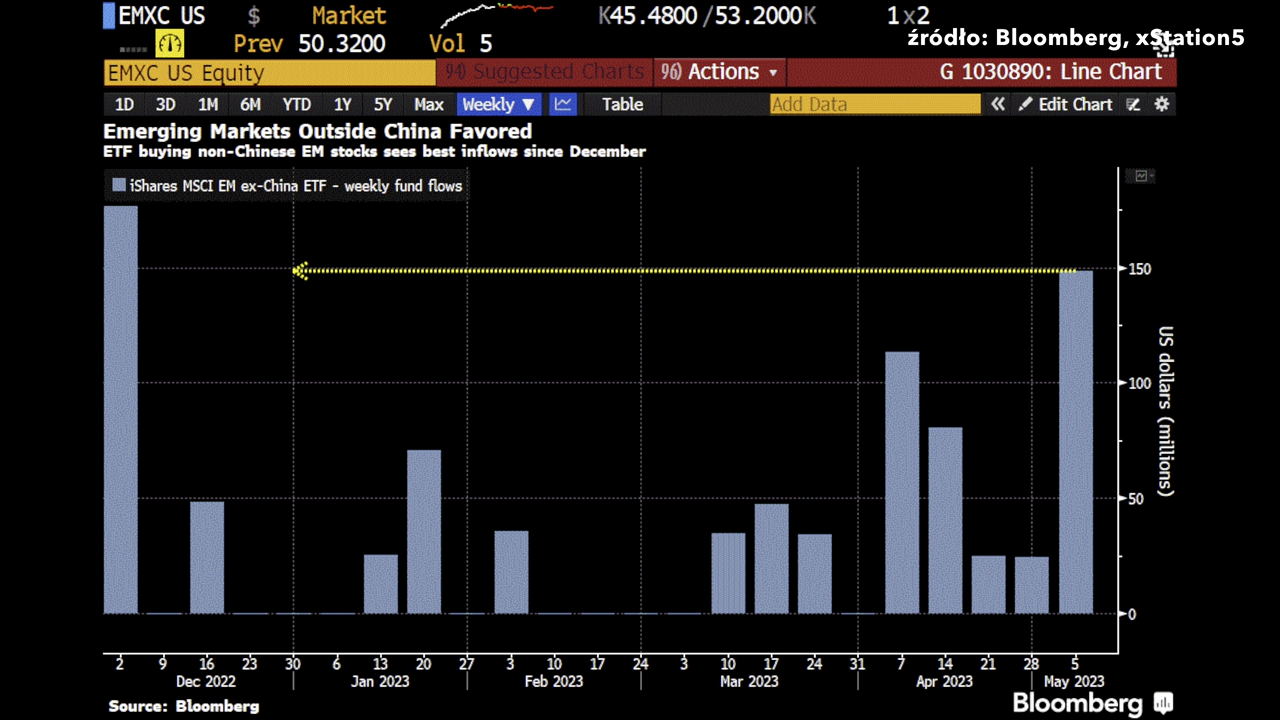 EMXC US $ Market K45.4800/53.2000K 1x2
Prev 50.3200 Vol 5
źródło: Bloomberg, xStation5
EMXC US Equity 94) Suggested Charts 96) Actions G 1030890: Line Chart
1D 3D 1M 6M YTD 1Y 5Y Max Weekly Table Add Data « Edit Chart
Emerging Markets Outside China Favored
ETF buying non-Chinese EM stocks sees best inflows since December
iShares MSCI EM ex-China ETF - weekly fund flows
150
100
50
0
US dollars (millions)
2 9 16 23 30 6 13 20 27 3 10 17 24 3 10 17 24 31 7 14 21 28 5
Dec 2022 Jan 2023 Feb 2023 Mar 2023 Apr 2023 May 2023
Source: Bloomberg
Bloomberg